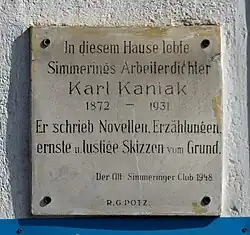 In diesem Hause lebte
Simmerings Arbeiterdichter
Karl Kaniak
1872 – 1931
Er schrieb Novellen, Erzählungen,
ernste u. lustige Skizzen vom Grund.
Der Olt Simmeringer Club 1948.
R.G. POTZ.